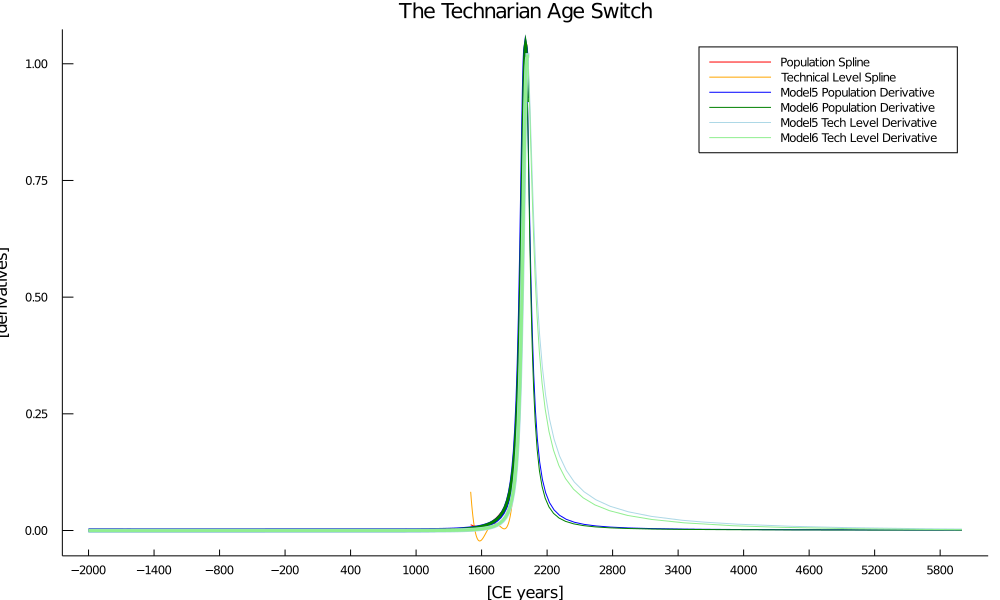 The Technarian Age Switch
Population Spline
Technical Level Spline
Model5 Population Derivative
Model6 Population Derivative
Model5 Tech Level Derivative
Model6 Tech Level Derivative
1.00
0.75
0.50
0.25
0.00
[derivatives]
−2000 −1400 −800 −200 400 1000 1600 2200 2800 3400 4000 4600 5200 5800
[CE years]